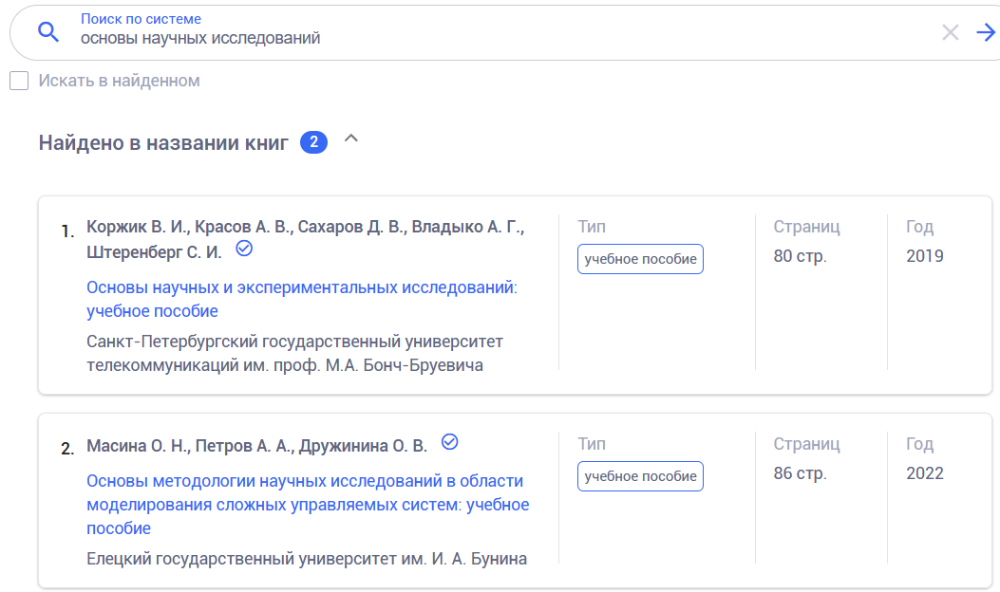 Поиск по системе
основы научных исследований
Искать в найденном
Найдено в названии книг 2
1. Коржик В. И., Красов А. В., Сахаров Д. В., Владыко А. Г.,
Штеренберг С. И.
Основы научных и экспериментальных исследований:
учебное пособие
Санкт-Петербургский государственный университет
телекоммуникаций им. проф. М.А. Бонч-Бруевича
Тип
учебное пособие
Страниц
80 стр.
Год
2019
2. Масина О. Н., Петров А. А., Дружинина О. В.
Основы методологии научных исследований в области
моделирования сложных управляемых систем: учебное
пособие
Елецкий государственный университет им. И. А. Бунина
Тип
учебное пособие
Страниц
86 стр.
Год
2022